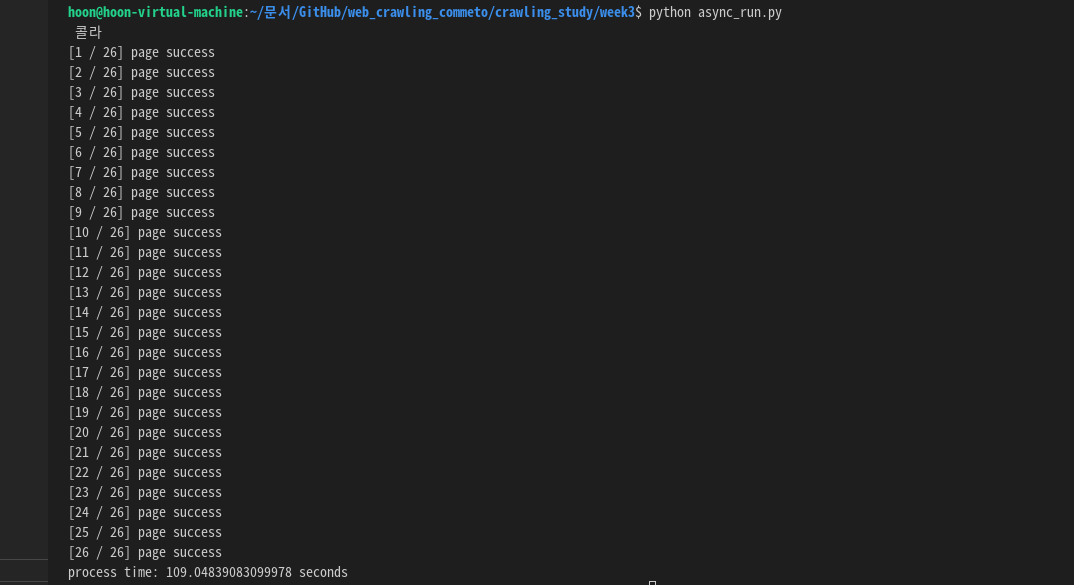 hoon@hoon-virtual-machine:~/문서/GitHub/web_crawling_commeto/crawling_study/week3$ python async_run.py
콜라
[1 / 26] page success
[2 / 26] page success
[3 / 26] page success
[4 / 26] page success
[5 / 26] page success
[6 / 26] page success
[7 / 26] page success
[8 / 26] page success
[9 / 26] page success
[10 / 26] page success
[11 / 26] page success
[12 / 26] page success
[13 / 26] page success
[14 / 26] page success
[15 / 26] page success
[16 / 26] page success
[17 / 26] page success
[18 / 26] page success
[19 / 26] page success
[20 / 26] page success
[21 / 26] page success
[22 / 26] page success
[23 / 26] page success
[24 / 26] page success
[25 / 26] page success
[26 / 26] page success
process time: 109.04839083099978 seconds